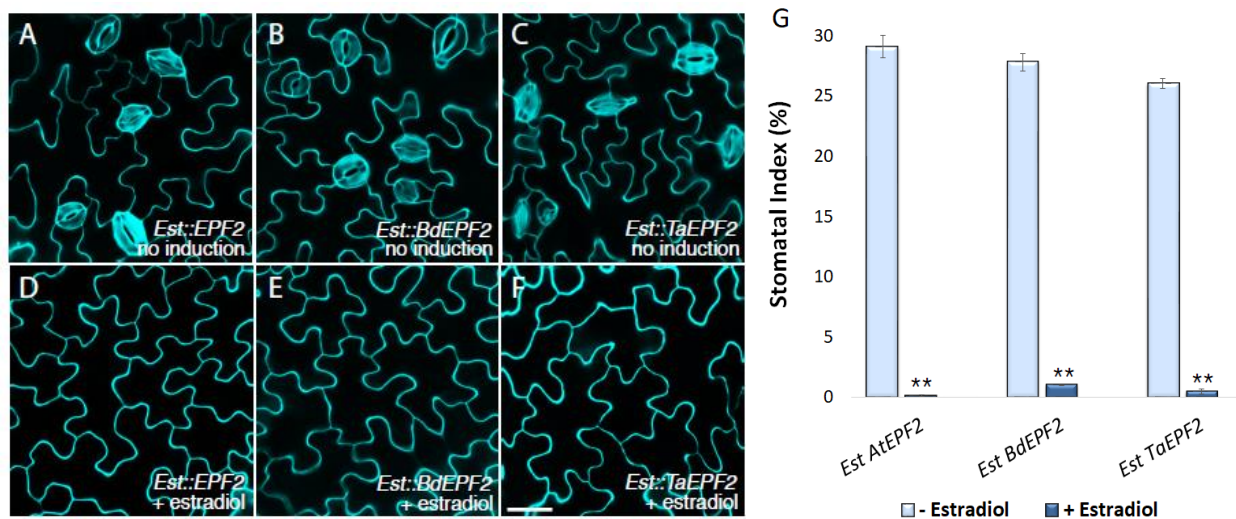 A
Est::EPF2
no induction
B
Est::BdEPF2
no induction
C
Est::TaEPF2
no induction
D
Est::EPF2
+ estradiol
E
Est::BdEPF2
+ estradiol
F
Est::TaEPF2
+ estradiol
G
Stomatal Index (%)
30
25
20
15
10
5
0
**
**
**
Est AtEPF2
Est BdEPF2
Est TaEPF2
- Estradiol
+ Estradiol